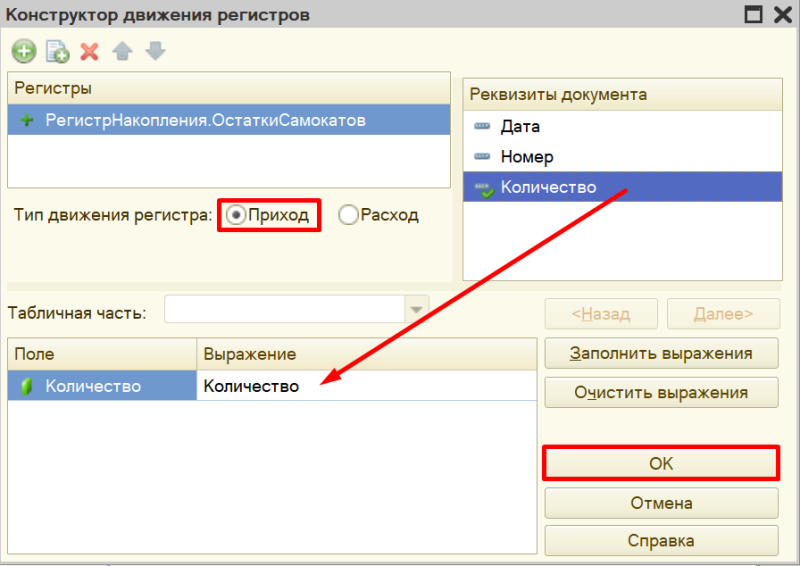 Конструктор движения регистров
Регистры
РегистрНакопления.ОстаткиСамокатов
Реквизиты документа
Дата
Номер
Количество
Тип движения регистра: Приход Расход
Табличная часть:
<Назад Далее>
Поле Выражение
Количество Количество
Заполнить выражения
Очистить выражения
ОК
Отмена
Справка